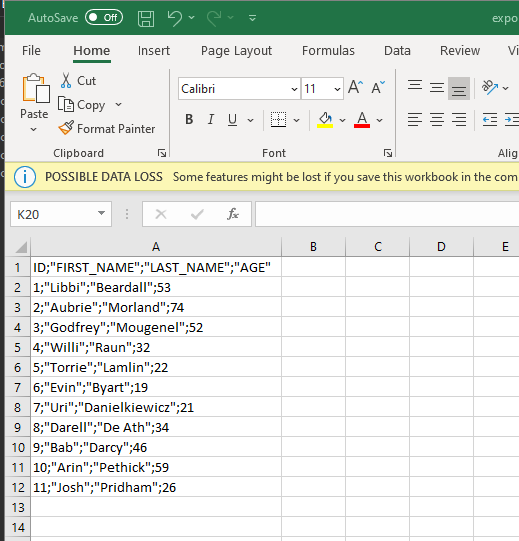 AutoSave Off expo
File Home Insert Page Layout Formulas Data Review Vi
Paste Cut Copy Format Painter
Calibri 11 A A
B I U A
Clipboard Font Alig
POSSIBLE DATA LOSS Some features might be lost if you save this workbook in the com
K20 fx
A B C D E
1 ID;"FIRST_NAME";"LAST_NAME";"AGE"
2 1;"Libbi";"Beardall";53
3 2;"Aubrie";"Morland";74
4 3;"Godfrey";"Mougenel";52
5 4;"Willi";"Raun";32
6 5;"Torrie";"Lamlin";22
7 6;"Evin";"Byart";19
8 7;"Uri";"Danielkiewicz";21
9 8;"Darell";"De Ath";34
10 9;"Bab";"Darcy";46
11 10;"Arin";"Pethick";59
12 11;"Josh";"Pridham";26
13
14